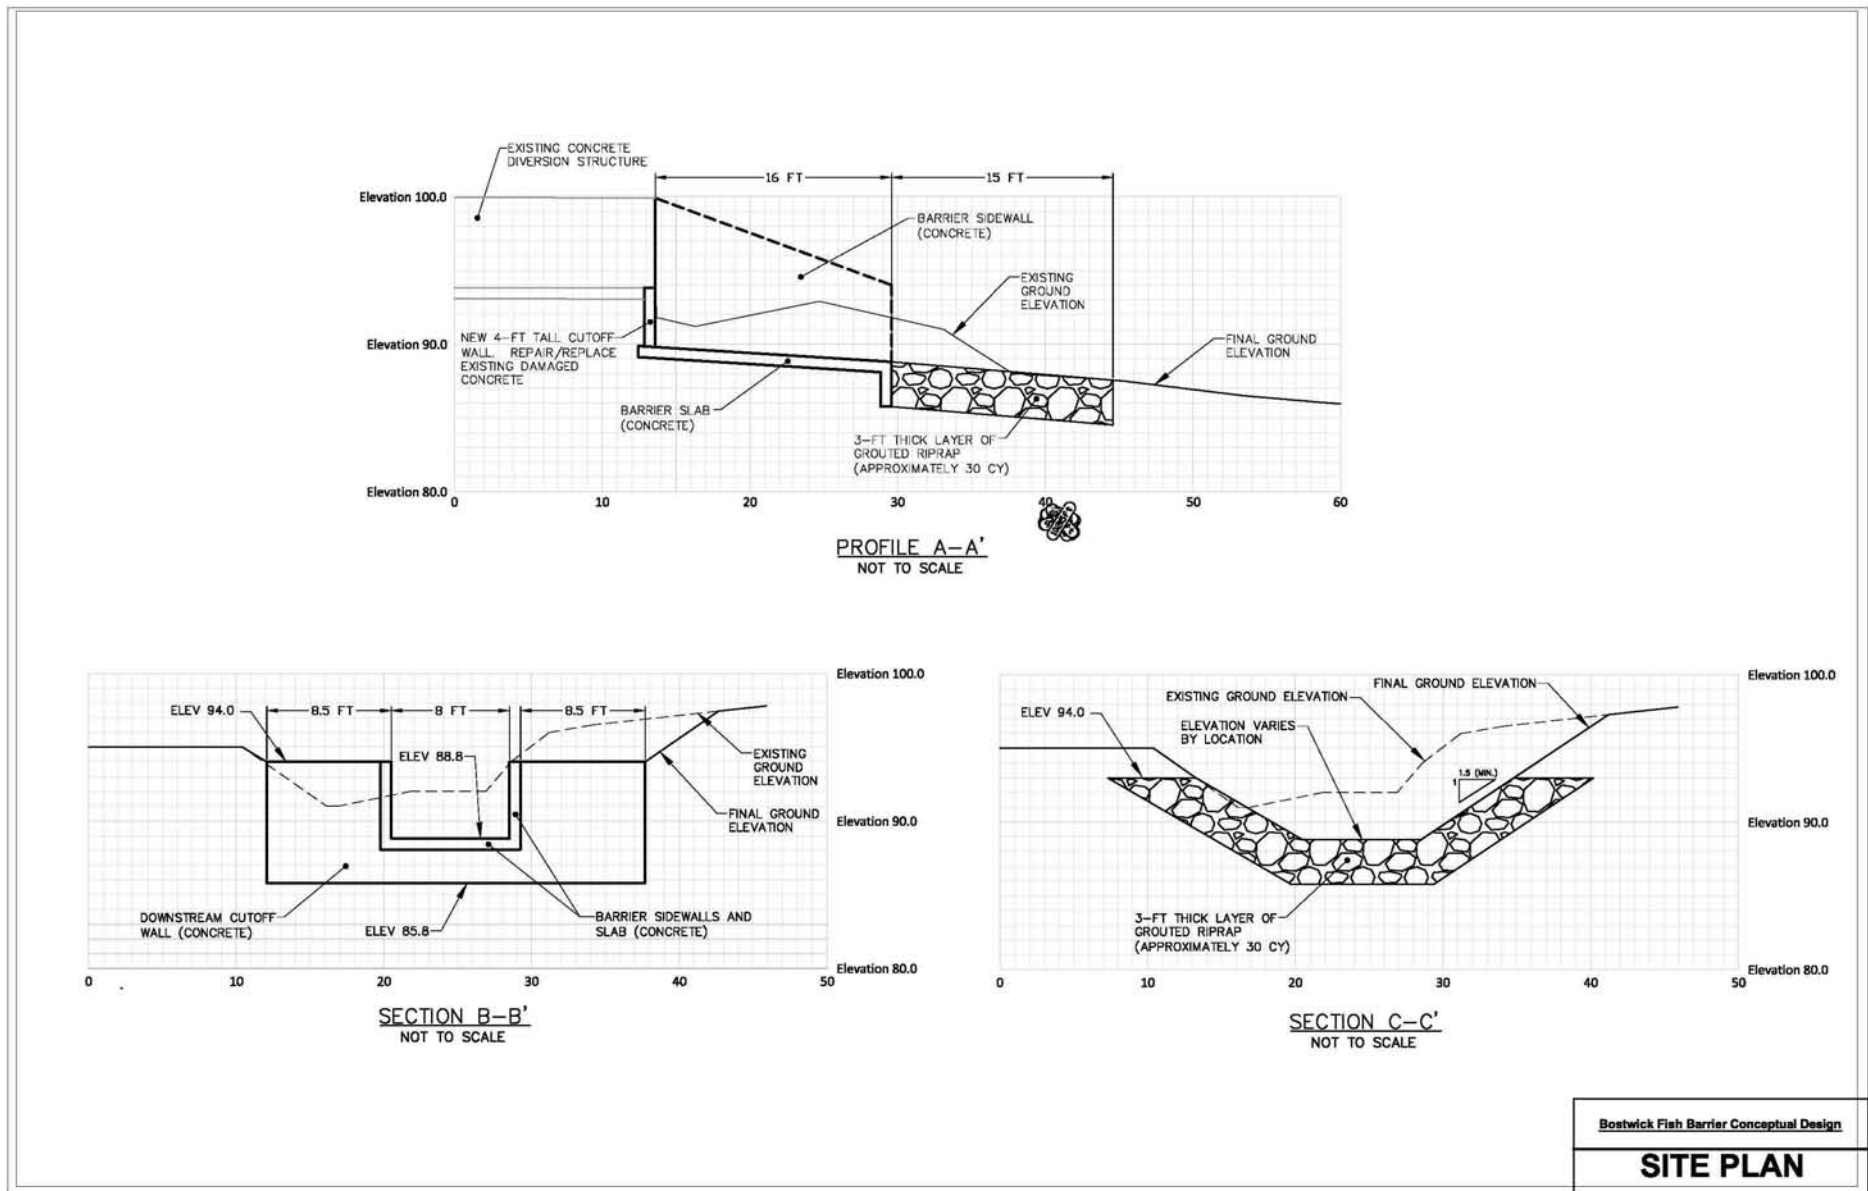 EXISTING CONCRETE
DIVERSION STRUCTURE
16 FT
15 FT
Elevation 100.0
BARRIER SIDEWALL
(CONCRETE)
EXISTING
GROUND
ELEVATION
NEW 4-FT TALL CUTOFF
WALL. REPAIR/REPLACE
EXISTING DAMAGED
CONCRETE
Elevation 90.0
FINAL GROUND
ELEVATION
BARRIER SLAB
(CONCRETE)
3-FT THICK LAYER OF
GROUTED RIPRAP
(APPROXIMATELY 30 CY)
Elevation 80.0
0 10 20 30 40 50 60
PROFILE A-A'
NOT TO SCALE
Elevation 100.0
ELEV 94.0
8.5 FT
8 FT
8.5 FT
ELEV 88.8
EXISTING
GROUND
ELEVATION
FINAL GROUND
ELEVATION
Elevation 90.0
DOWNSTREAM CUTOFF
WALL (CONCRETE)
ELEV 85.8
BARRIER SIDEWALLS AND
SLAB (CONCRETE)
Elevation 80.0
0 10 20 30 40 50
SECTION B-B'
NOT TO SCALE
Elevation 100.0
FINAL GROUND ELEVATION
EXISTING GROUND ELEVATION
ELEV 94.0
ELEVATION VARIES
BY LOCATION
1.5 (MIN.)
1
Elevation 90.0
3-FT THICK LAYER OF
GROUTED RIPRAP
(APPROXIMATELY 30 CY)
Elevation 80.0
0 10 20 30 40 50
SECTION C-C'
NOT TO SCALE
Bostwick Fish Barrier Conceptual Design
SITE PLAN